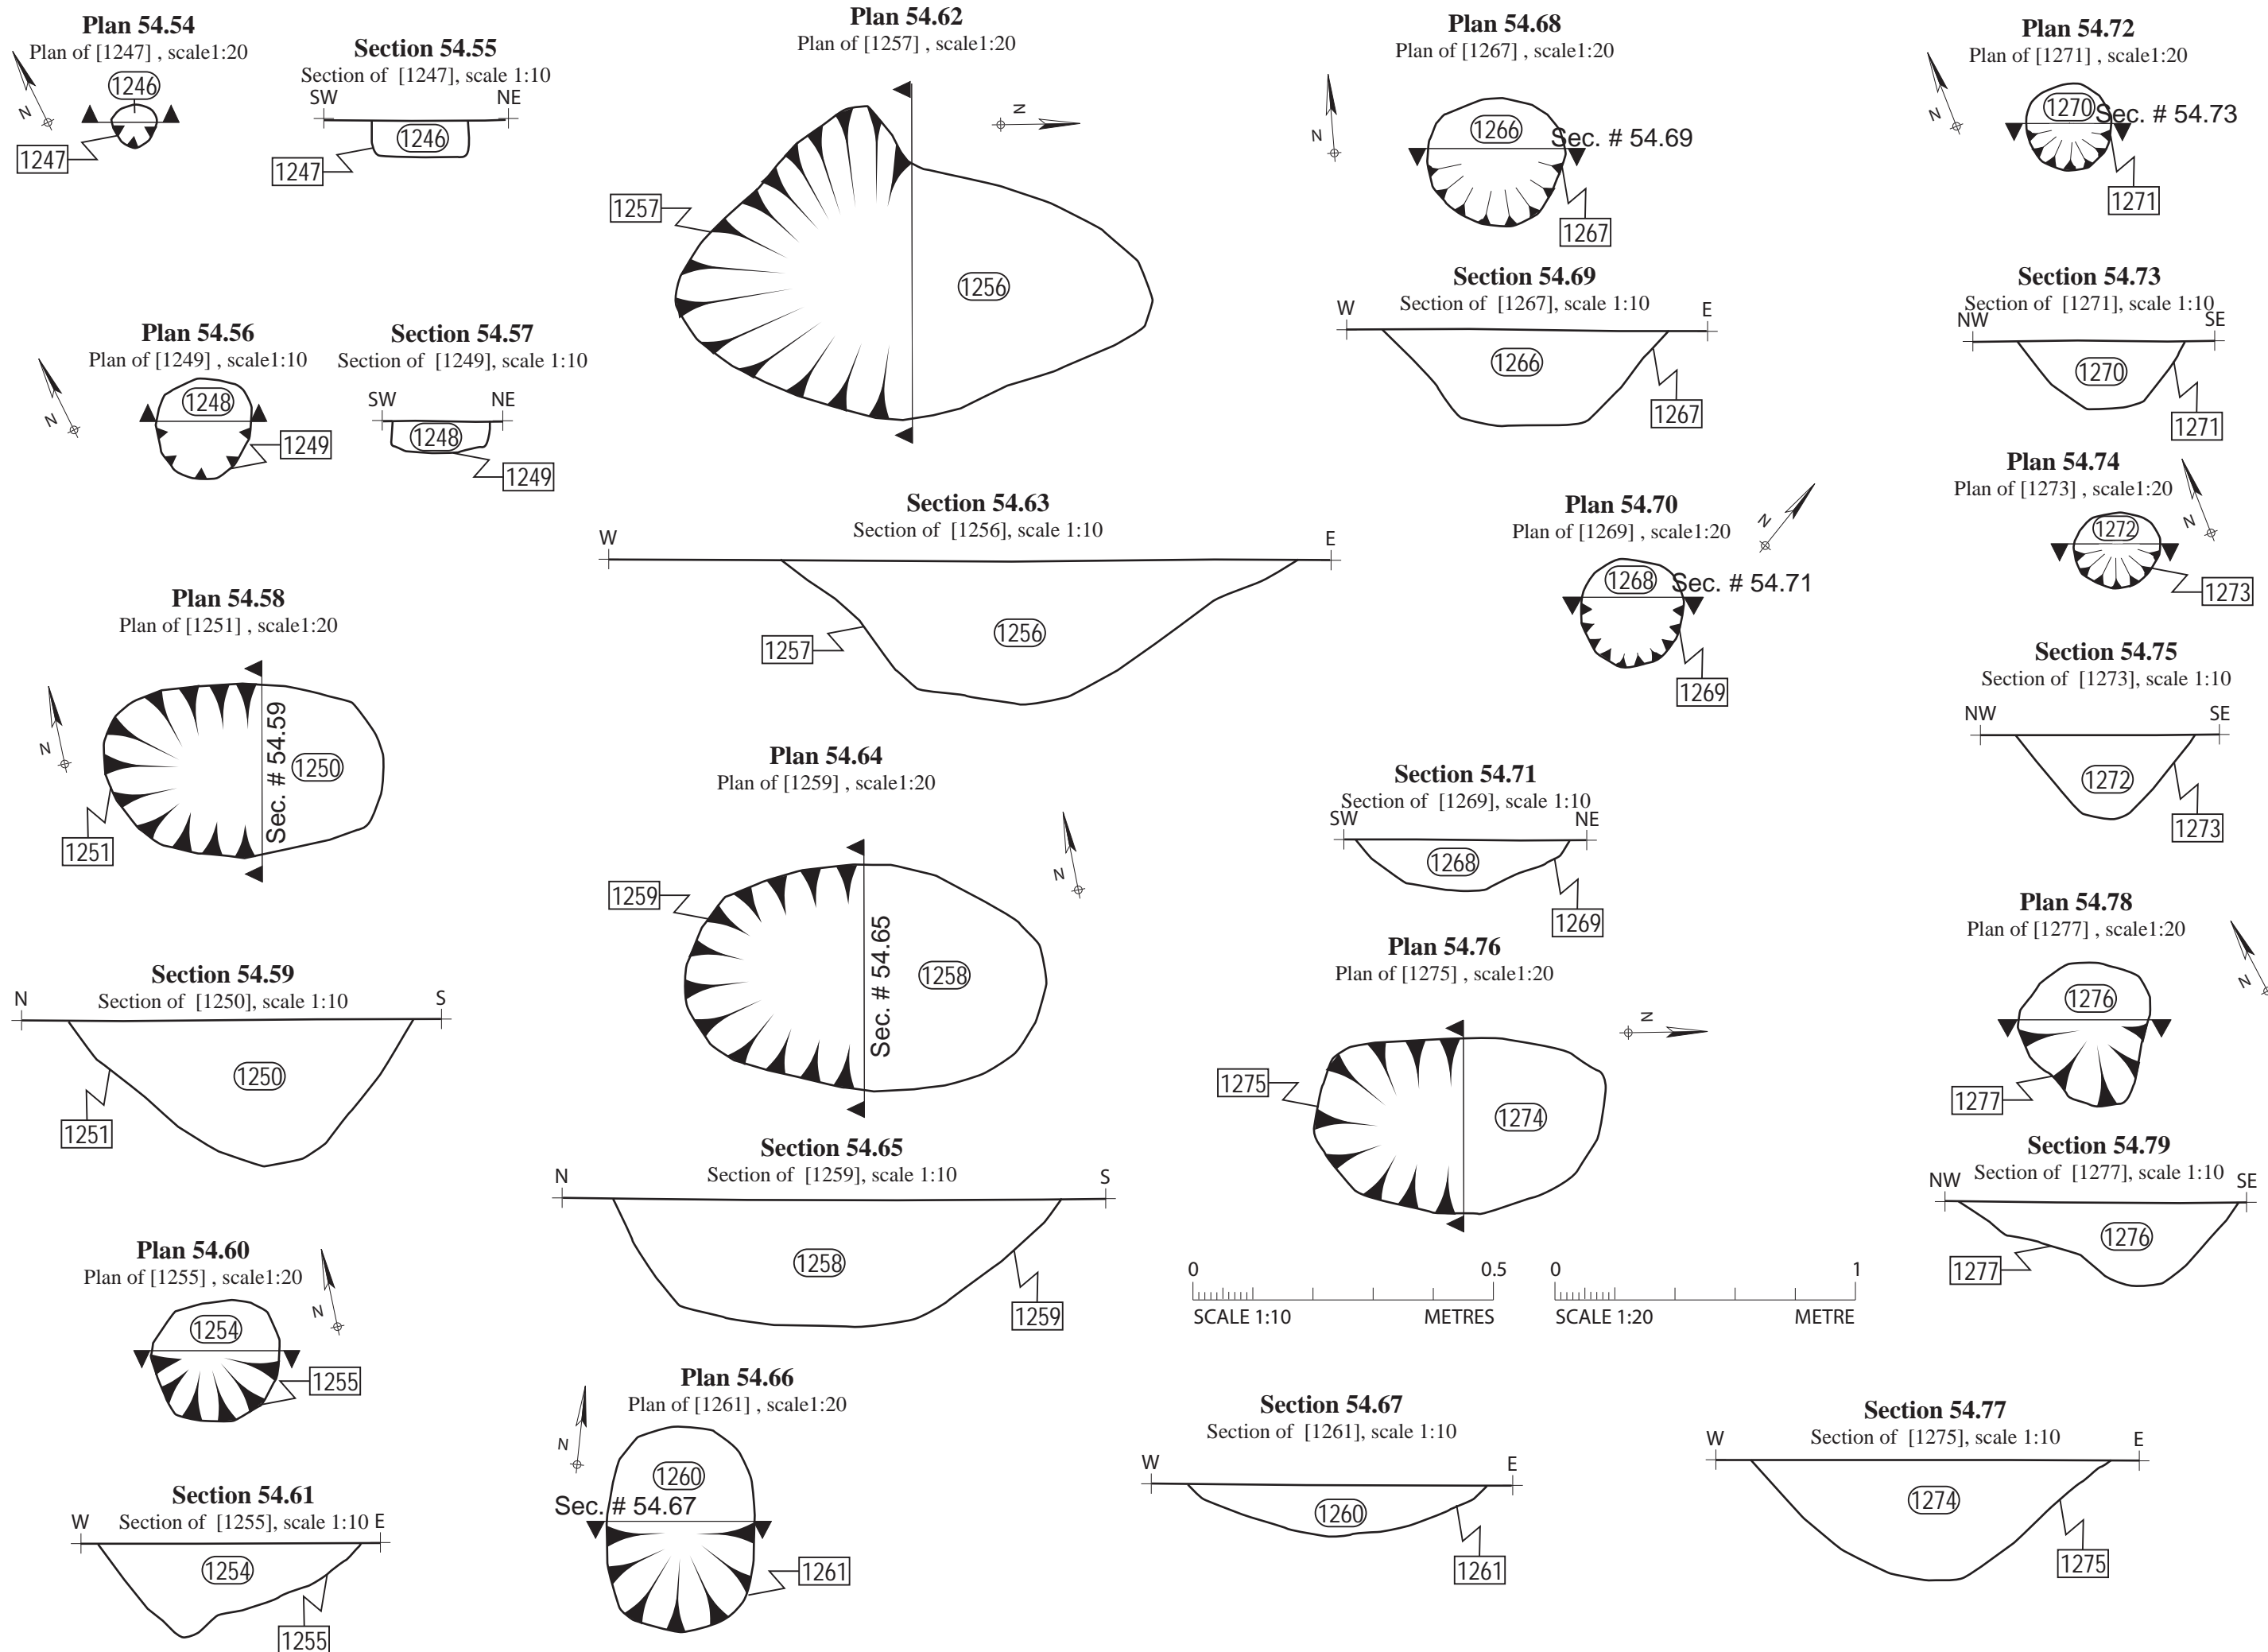 Plan 54.54
Plan of [1247] , scale1:20
N
1246
1247
Section 54.55
Section of [1247], scale 1:10
SW NE
1246
1247
Plan 54.56
Plan of [1249] , scale1:10
N
1248
1249
Section 54.57
Section of [1249], scale 1:10
SW NE
1248
1249
Plan 54.58
Plan of [1251] , scale1:20
N
Sec. # 54.59
1250
1251
Section 54.59
Section of [1250], scale 1:10
N S
1250
1251
Plan 54.60
Plan of [1255] , scale1:20
N
1254
1255
Section 54.61
Section of [1255], scale 1:10
W E
1254
1255
Plan 54.62
Plan of [1257] , scale1:20
N
1257
1256
Section 54.63
Section of [1256], scale 1:10
W E
1256
1257
Plan 54.64
Plan of [1259] , scale1:20
N
1259
Sec. # 54.65
1258
Section 54.65
Section of [1259], scale 1:10
N S
1258
1259
Plan 54.66
Plan of [1261] , scale1:20
N
1260
Sec. # 54.67
1261
Section 54.67
Section of [1261], scale 1:10
W E
1260
1261
Plan 54.68
Plan of [1267] , scale1:20
N
1266
Sec. # 54.69
1267
Section 54.69
Section of [1267], scale 1:10
W E
1266
1267
Plan 54.70
Plan of [1269] , scale1:20
N
1268
Sec. # 54.71
1269
Section 54.71
Section of [1269], scale 1:10
SW NE
1268
1269
Plan 54.72
Plan of [1271] , scale1:20
N
1270
Sec. # 54.73
1271
Section 54.73
Section of [1271], scale 1:10
NW SE
1270
1271
Plan 54.74
Plan of [1273] , scale1:20
N
1272
1273
Section 54.75
Section of [1273], scale 1:10
NW SE
1272
1273
Plan 54.76
Plan of [1275] , scale1:20
N
1275
1274
Section 54.77
Section of [1275], scale 1:10
W E
1274
1275
Plan 54.78
Plan of [1277] , scale1:20
N
1276
1277
Section 54.79
Section of [1277], scale 1:10
NW SE
1276
1277
0 0.5
SCALE 1:10 METRES
0 1
SCALE 1:20 METRE